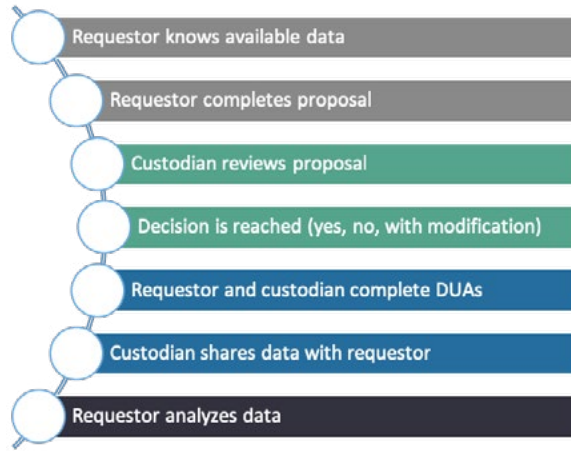 Requestor knows available data
Requestor completes proposal
Custodian reviews proposal
Decision is reached (yes, no, with modification)
Requestor and custodian complete DUAs
Custodian shares data with requestor
Requestor analyzes data